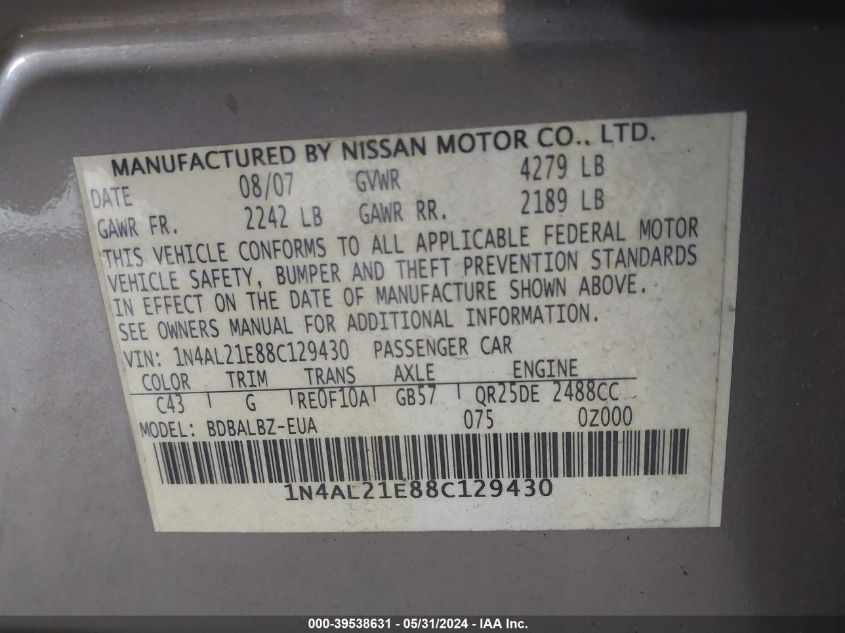 MANUFACTURED BY NISSAN MOTOR CO., LTD.
DATE 08/07 GVWR 4279 LB
GAWR FR. 2242 LB GAWR RR. 2189 LB
THIS VEHICLE CONFORMS TO ALL APPLICABLE FEDERAL MOTOR
VEHICLE SAFETY, BUMPER AND THEFT PREVENTION STANDARDS
IN EFFECT ON THE DATE OF MANUFACTURE SHOWN ABOVE.
SEE OWNERS MANUAL FOR ADDITIONAL INFORMATION.
VIN: 1N4AL21E88C129430 PASSENGER CAR
COLOR TRIM TRANS AXLE ENGINE
C43 G RE0F10A GB57 QR25DE 2488CC
MODEL: BDBALBZ-EUA 075 0Z000
1N4AL21E88C129430
000-39538631 - 05/31/2024 - IAA Inc.